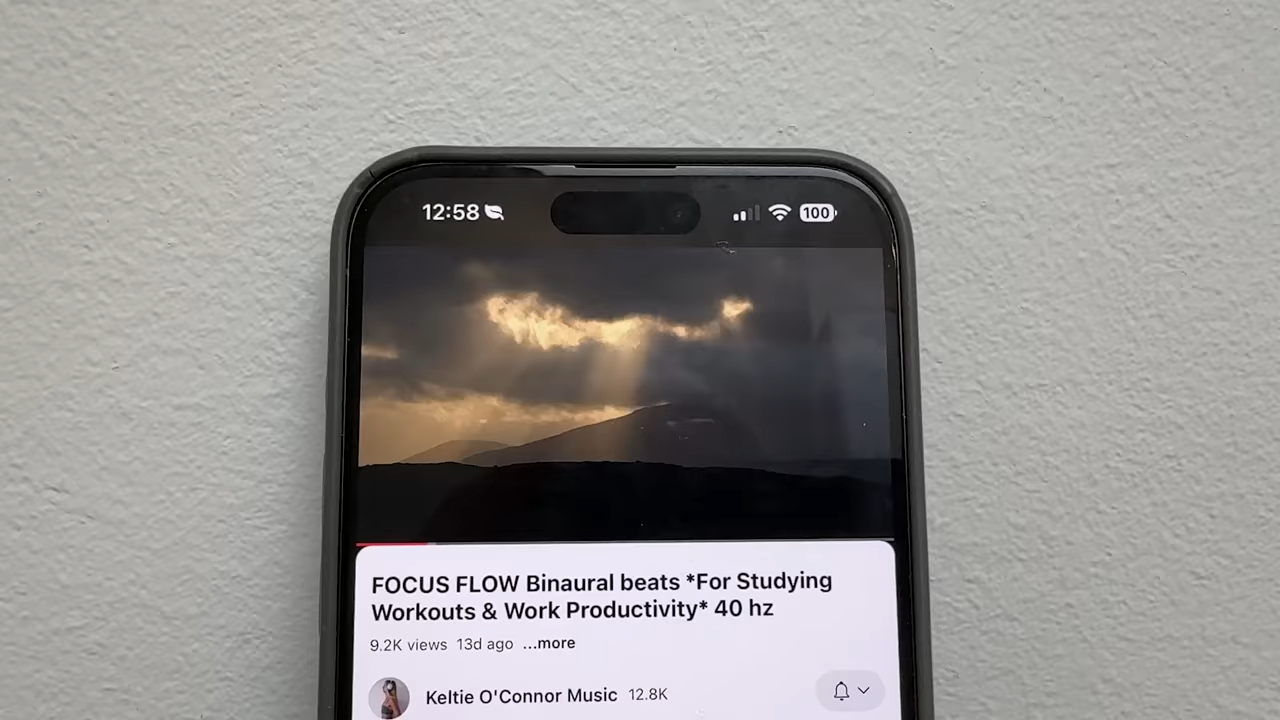 12:58
100
FOCUS FLOW Binaural beats *For Studying
Workouts & Work Productivity* 40 hz
9.2K views 13d ago ...more
Keltie O'Connor Music 12.8K